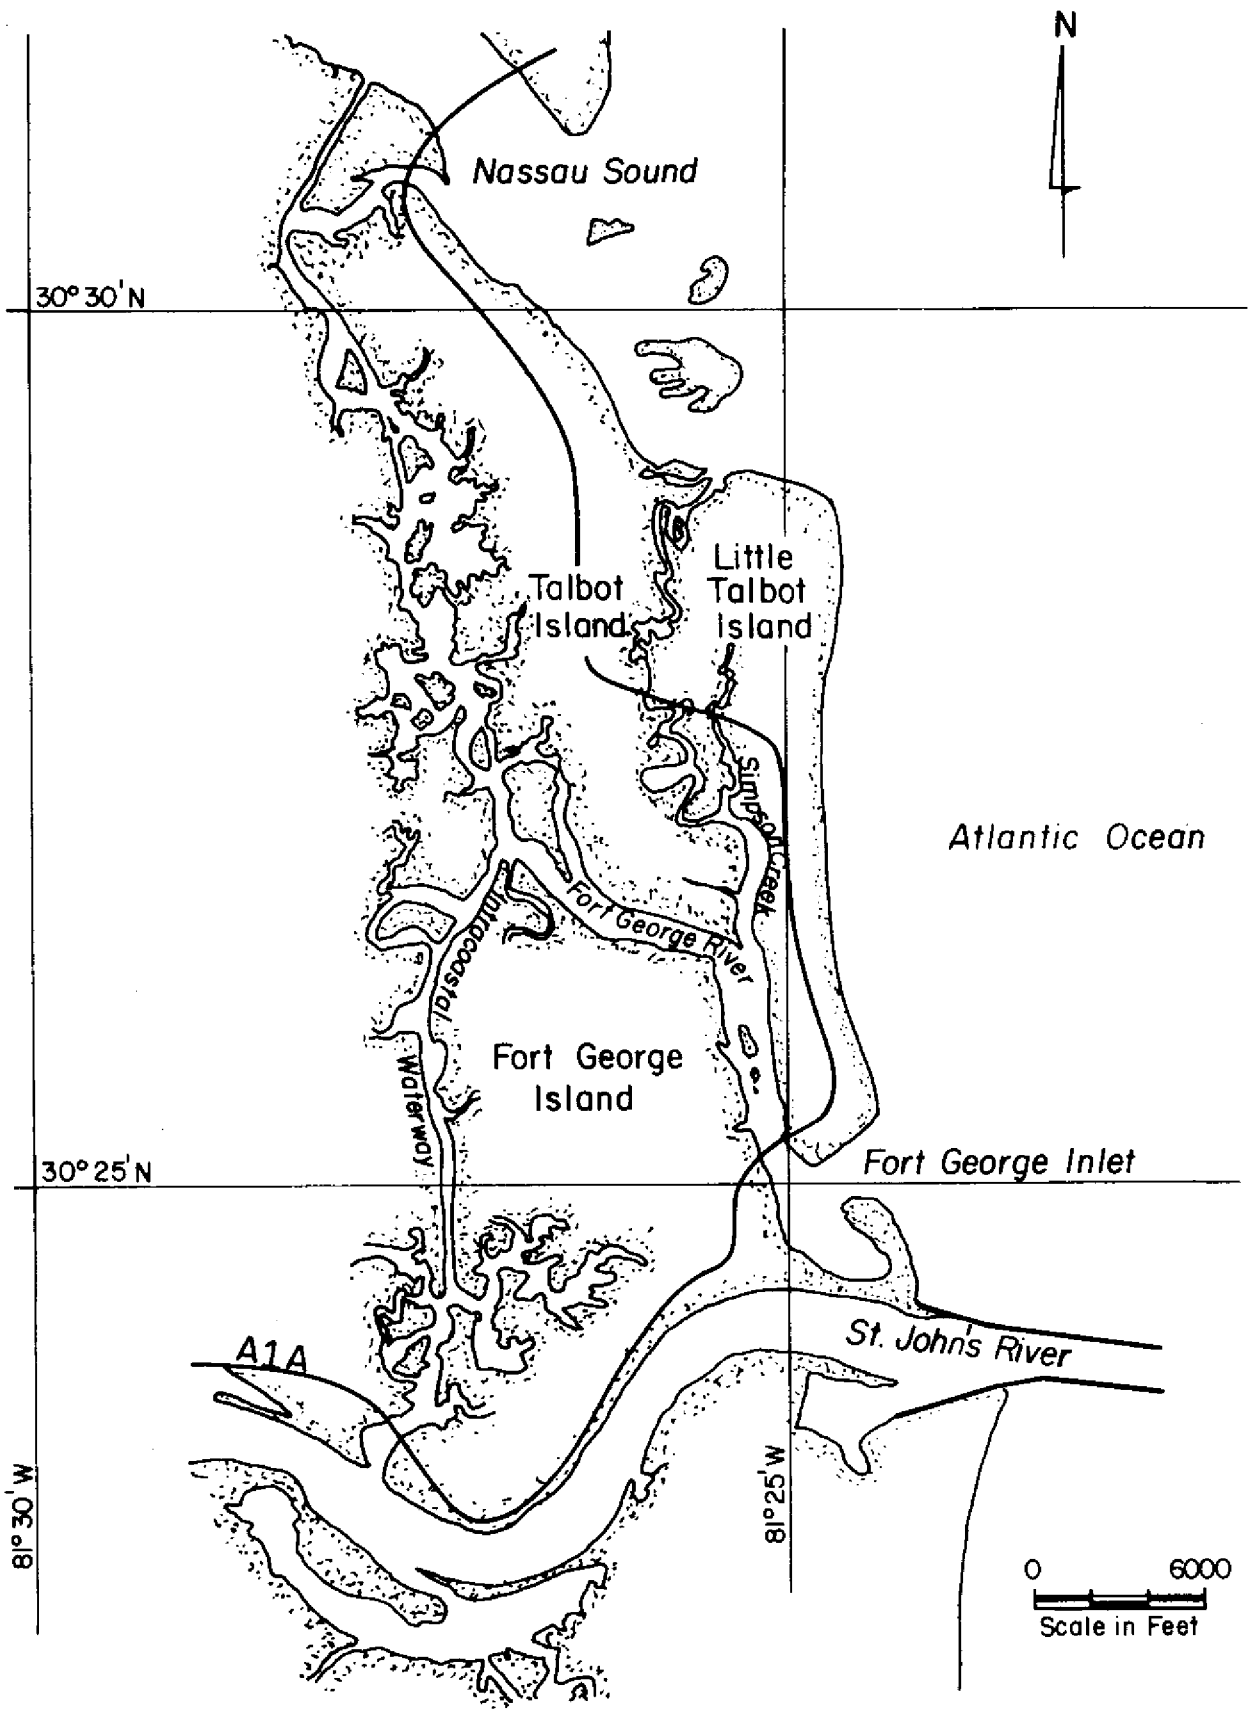 N
Nassau Sound
30°30'N
Little
Talbot
Island
Talbot
Island
Simpson Creek
Atlantic Ocean
Fort George River
Intracoastal
Waterway
Fort George
Island
30°25'N
Fort George Inlet
St. John's River
A1A
81°30'W
81°25'W
0 6000
Scale in Feet